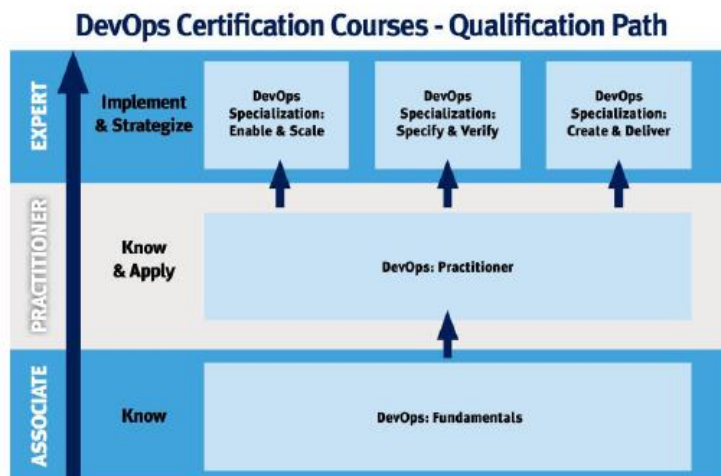 DevOps Certification Courses - Qualification Path
EXPERT
Implement
& Strategize
DevOps
Specialization:
Enable & Scale
DevOps
Specialization:
Specify & Verify
DevOps
Specialization:
Create & Deliver
PRACTITIONER
Know
& Apply
DevOps: Practitioner
ASSOCIATE
Know
DevOps: Fundamentals